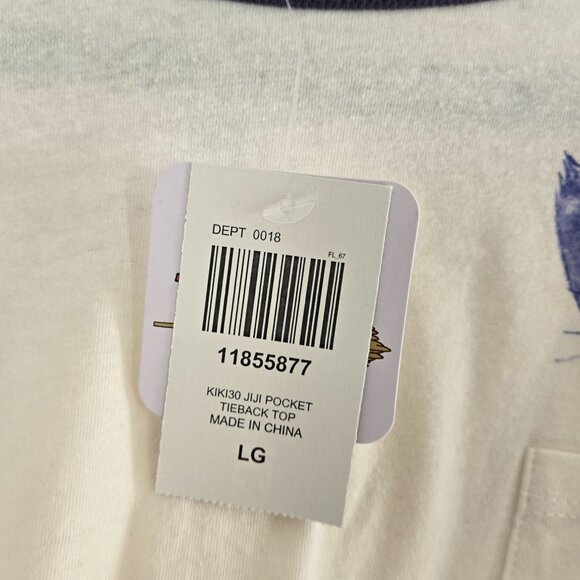 DEPT 0018
FL_67
11855877
KIKI30 JIJI POCKET
TIEBACK TOP
MADE IN CHINA
LG